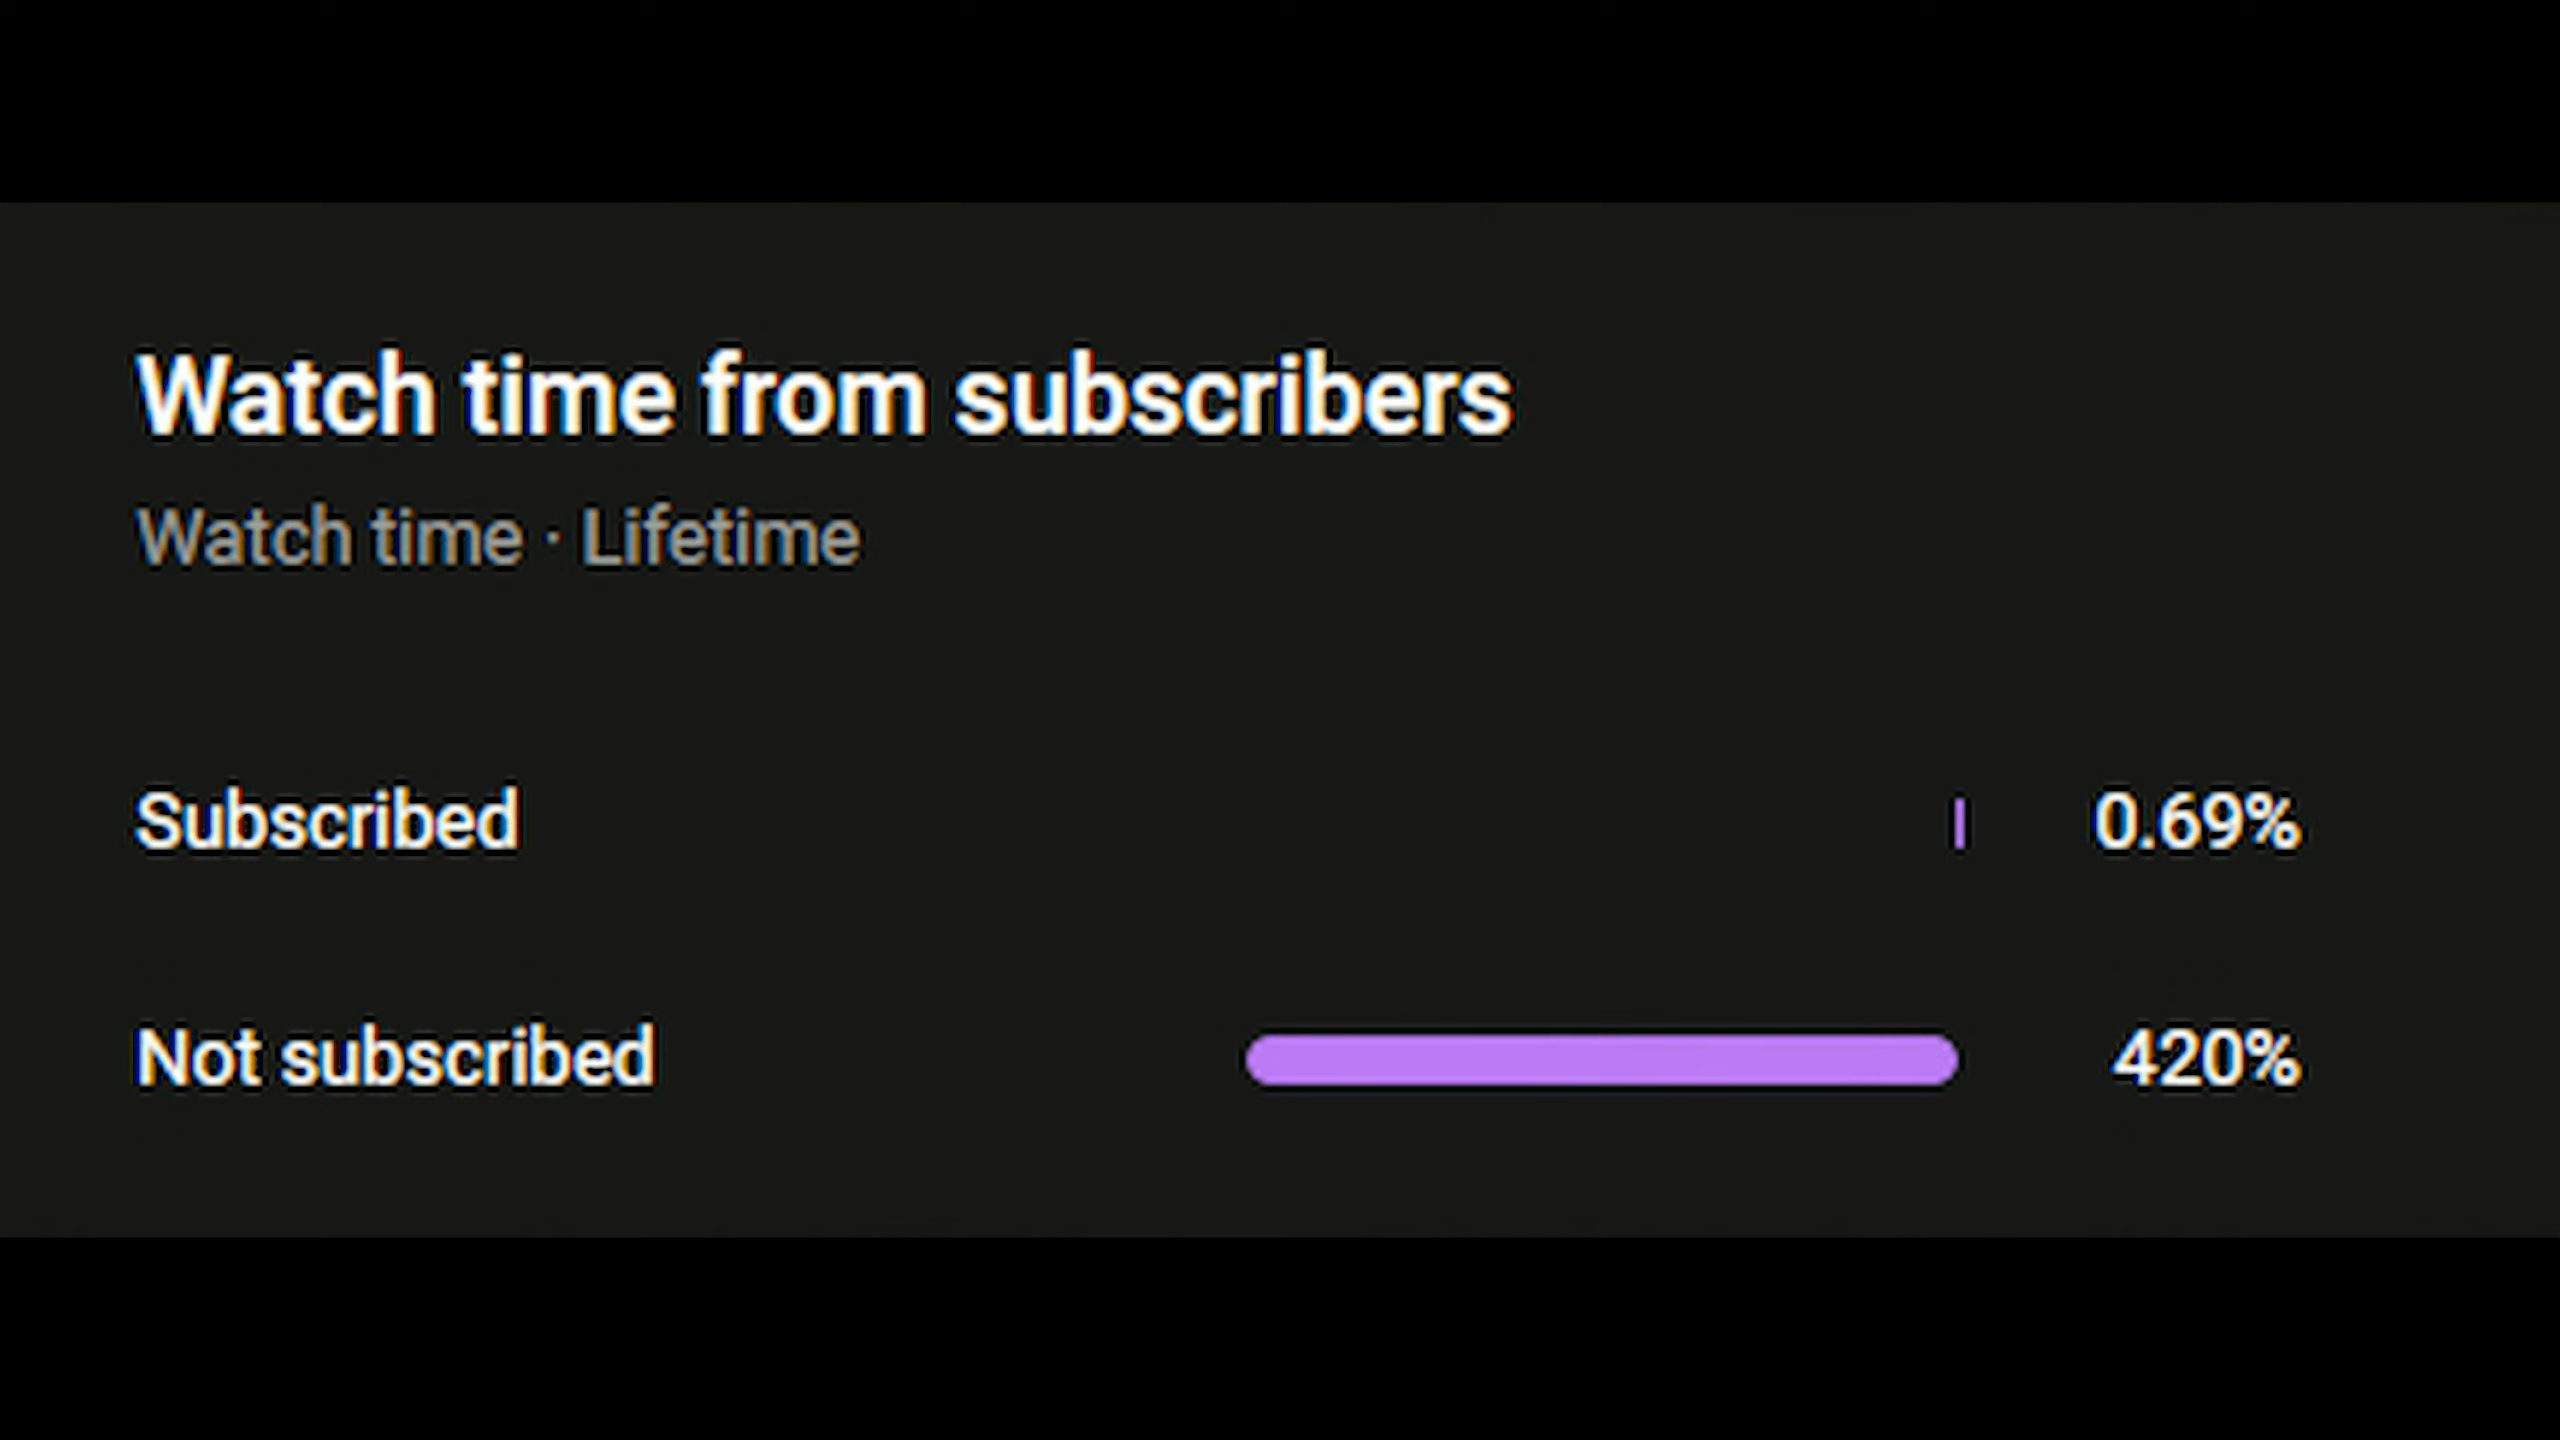 Watch time from subscribers
Watch time · Lifetime
Subscribed 0.69%
Not subscribed 420%